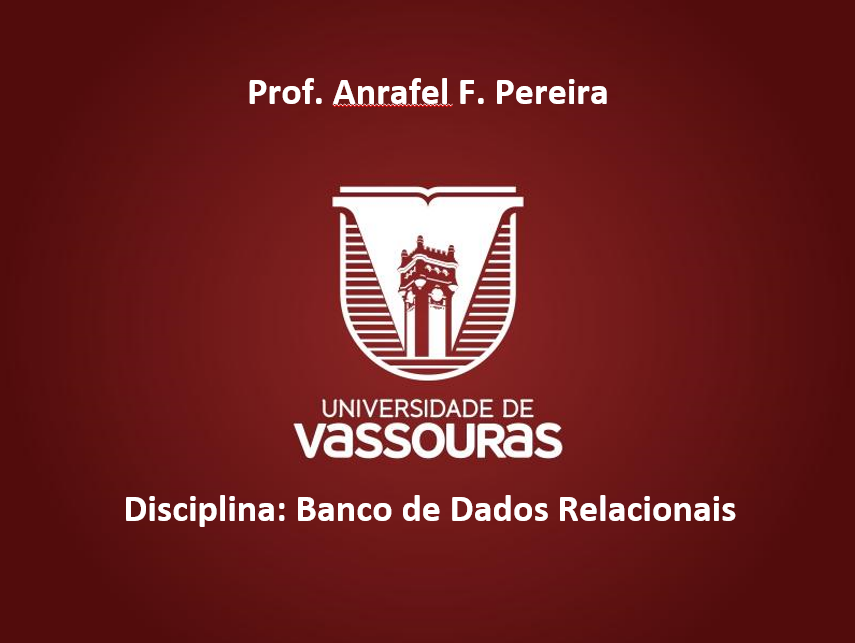 Prof. Anrafel F. Pereira
UNIVERSIDADE DE
VASSOURAS
Disciplina: Banco de Dados Relacionais